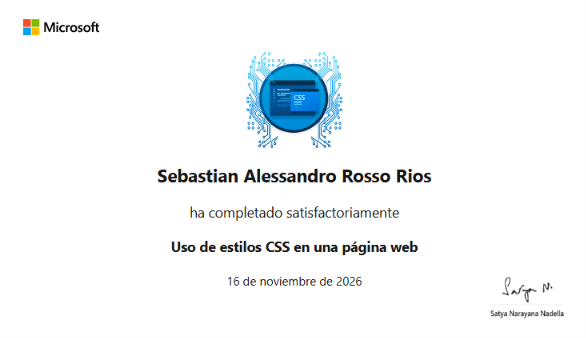 Microsoft
CSS
Sebastian Alessandro Rosso Rios
ha completado satisfactoriamente
Uso de estilos CSS en una página web
16 de noviembre de 2026
Satya N.
Satya Narayana Nadella